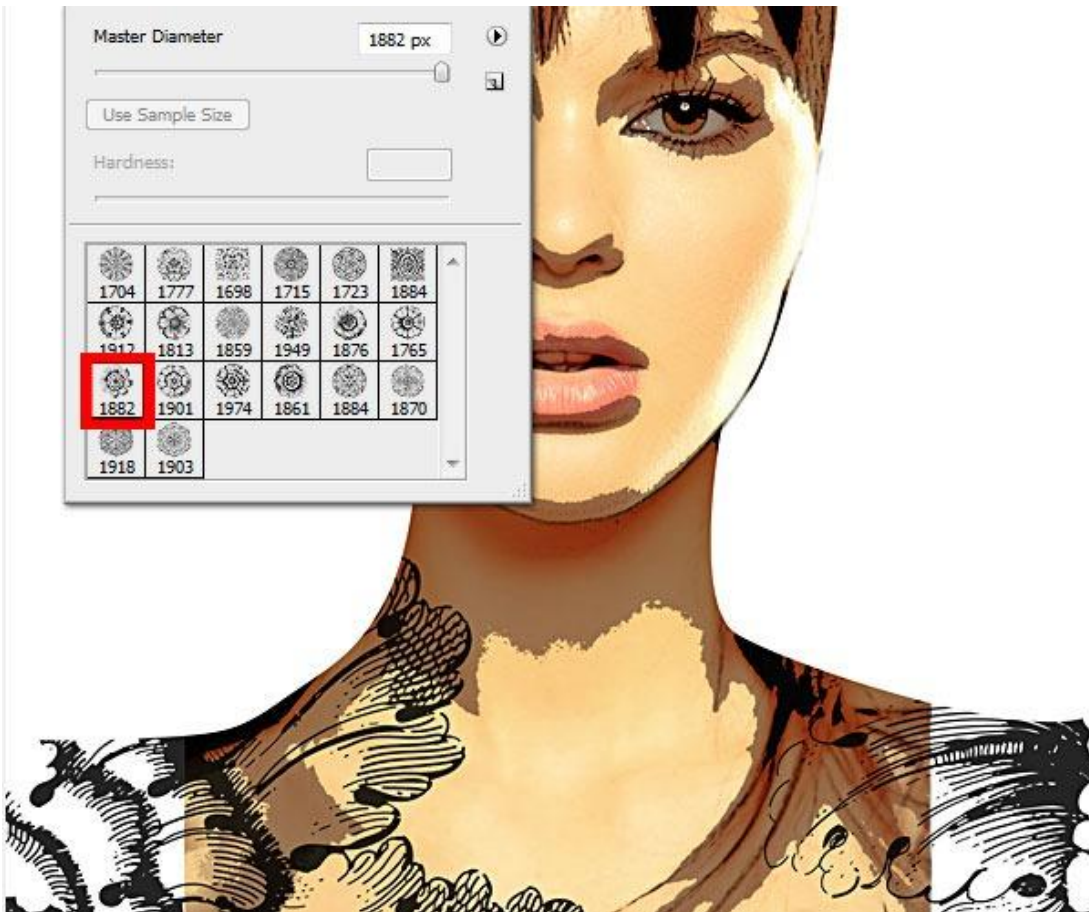 Master Diameter 1882 px
Use Sample Size
Hardness:
1704 1777 1698 1715 1723 1884
1912 1813 1859 1949 1876 1765
1882 1901 1974 1861 1884 1870
1918 1903